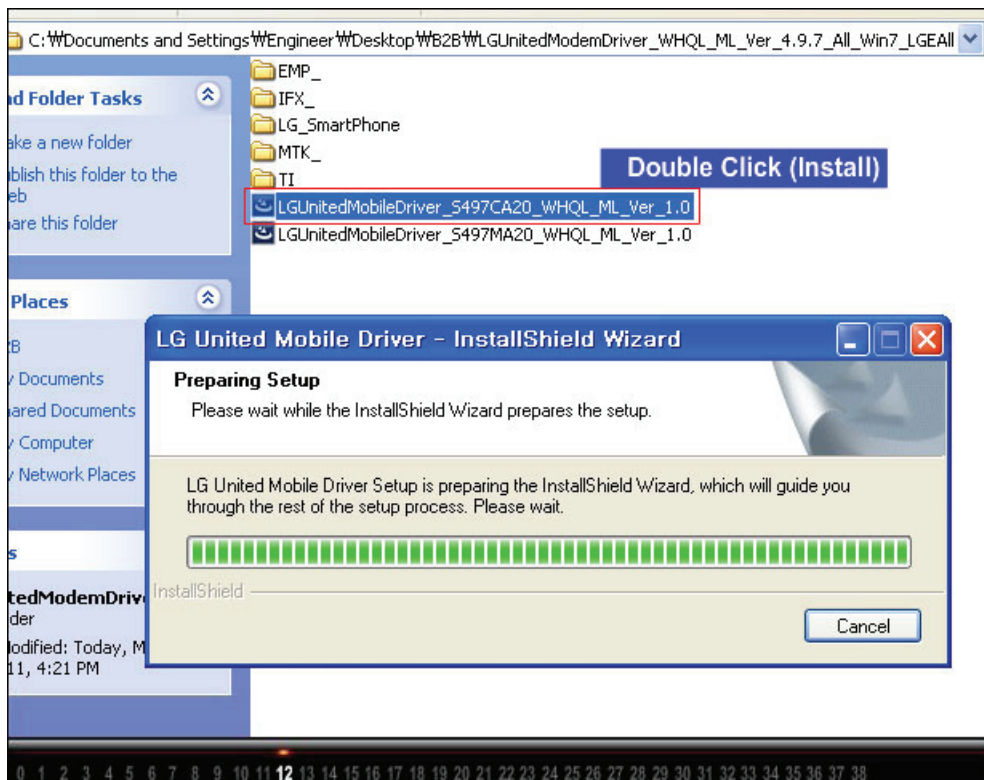 C:₩Documents and Settings₩Engineer₩Desktop₩B2B₩LGUnitedModemDriver_WHQL_ML_Ver_4.9.7_All_Win7_LGEAll
EMP_
IFX_
LG_SmartPhone
MTK_
TI
LGUnitedMobileDriver_S497CA20_WHQL_ML_Ver_1.0
LGUnitedMobileDriver_S497MA20_WHQL_ML_Ver_1.0
Double Click (Install)
nd Folder Tasks
ake a new folder
ublish this folder to the
eb
are this folder
Places
2B
y Documents
ared Documents
y Computer
y Network Places
s
tedModemDrive
der
odified: Today, M
11, 4:21 PM
LG United Mobile Driver - InstallShield Wizard
Preparing Setup
Please wait while the InstallShield Wizard prepares the setup.
LG United Mobile Driver Setup is preparing the InstallShield Wizard, which will guide you
through the rest of the setup process. Please wait.
InstallShield
Cancel
0 1 2 3 4 5 6 7 8 9 10 11 12 13 14 15 16 17 18 19 20 21 22 23 24 25 26 27 28 29 30 31 32 33 34 35 36 37 38